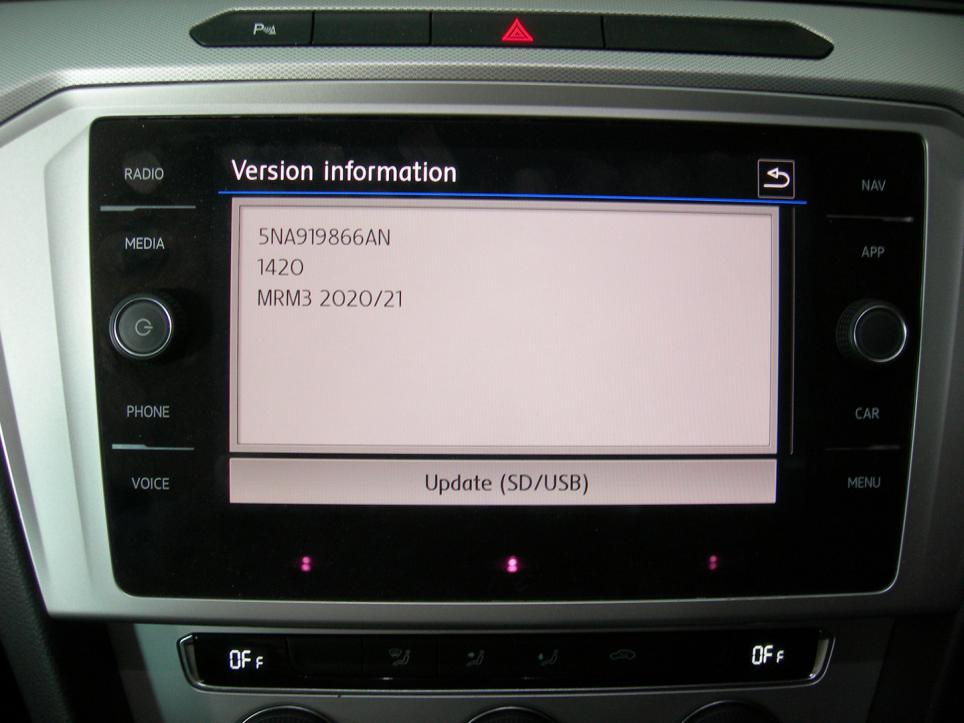 P
Version information
RADIO
MEDIA
PHONE
VOICE
5NA919866AN
1420
MRM3 2020/21
Update (SD/USB)
NAV
APP
CAR
MENU
OFF
OFF